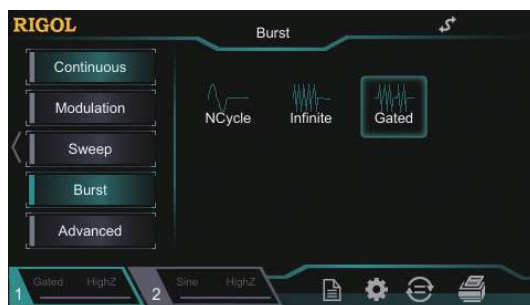 RIGOL
Burst
Continuous
Modulation
Sweep
Burst
Advanced
NCycle
Infinite
Gated
1
Gated
HighZ
2
Sine
HighZ